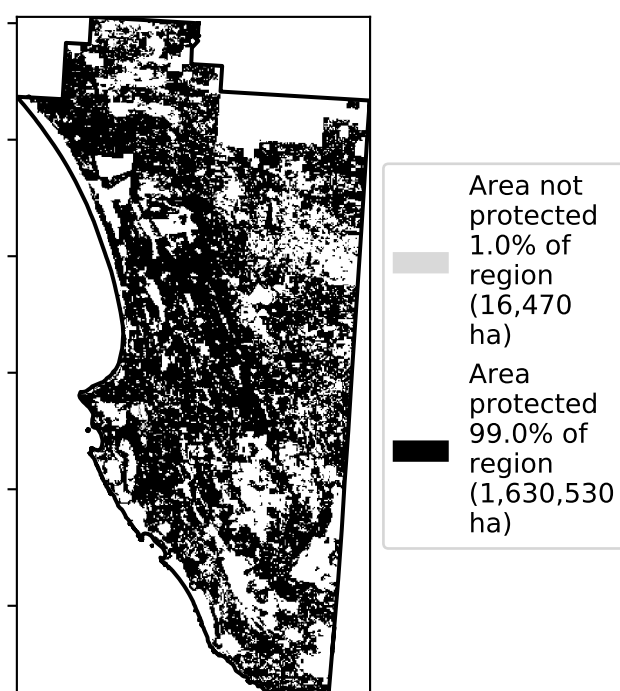 Area not
protected
1.0% of
region
(16,470
ha)
Area
protected
99.0% of
region
(1,630,530
ha)